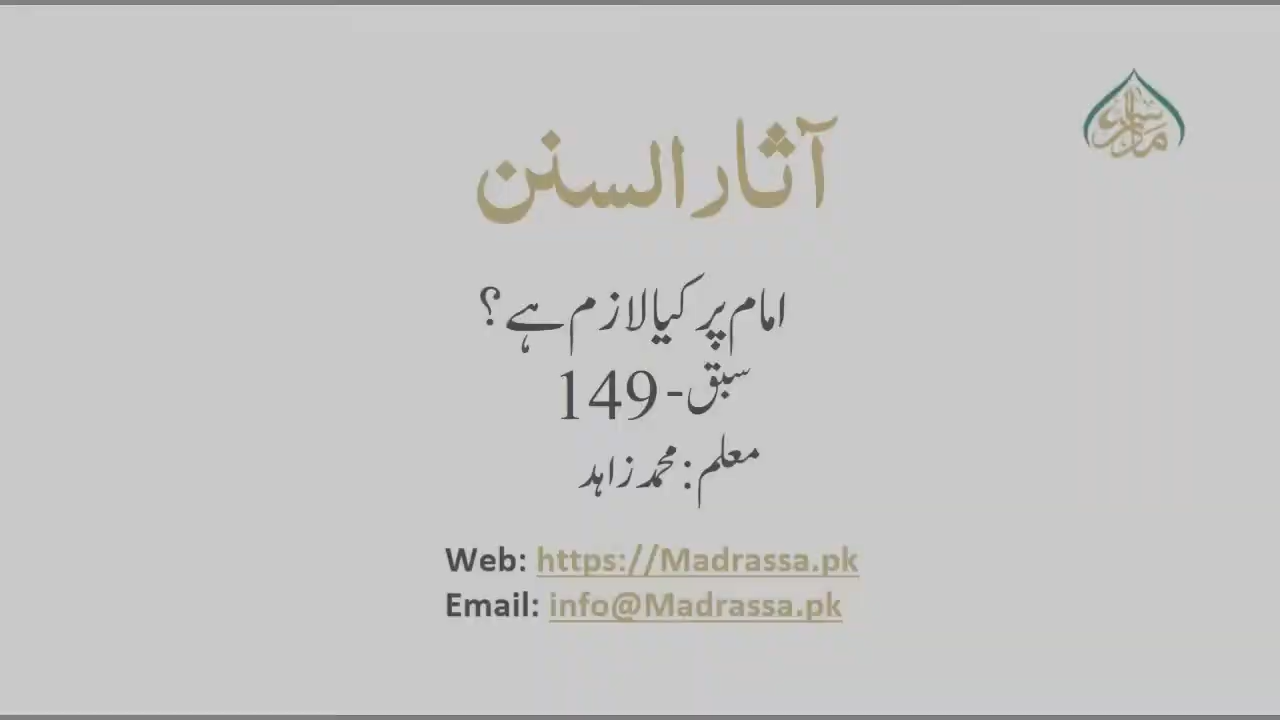 آثار السنن
امام پر کیا لازم ہے؟
سبق-149
معلم: محمد زاہد
Web: https://Madrassa.pk
Email: info@Madrassa.pk